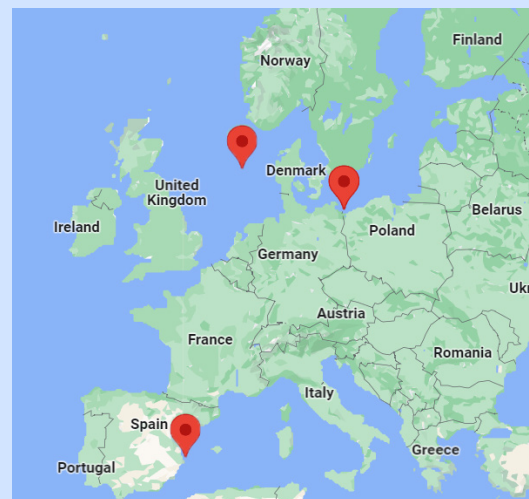 Finland
Norway
Denmark
United
Kingdom
Ireland
Belarus
Poland
Germany
Ukr
Austria
France
Romania
Italy
Spain
Greece
Portugal